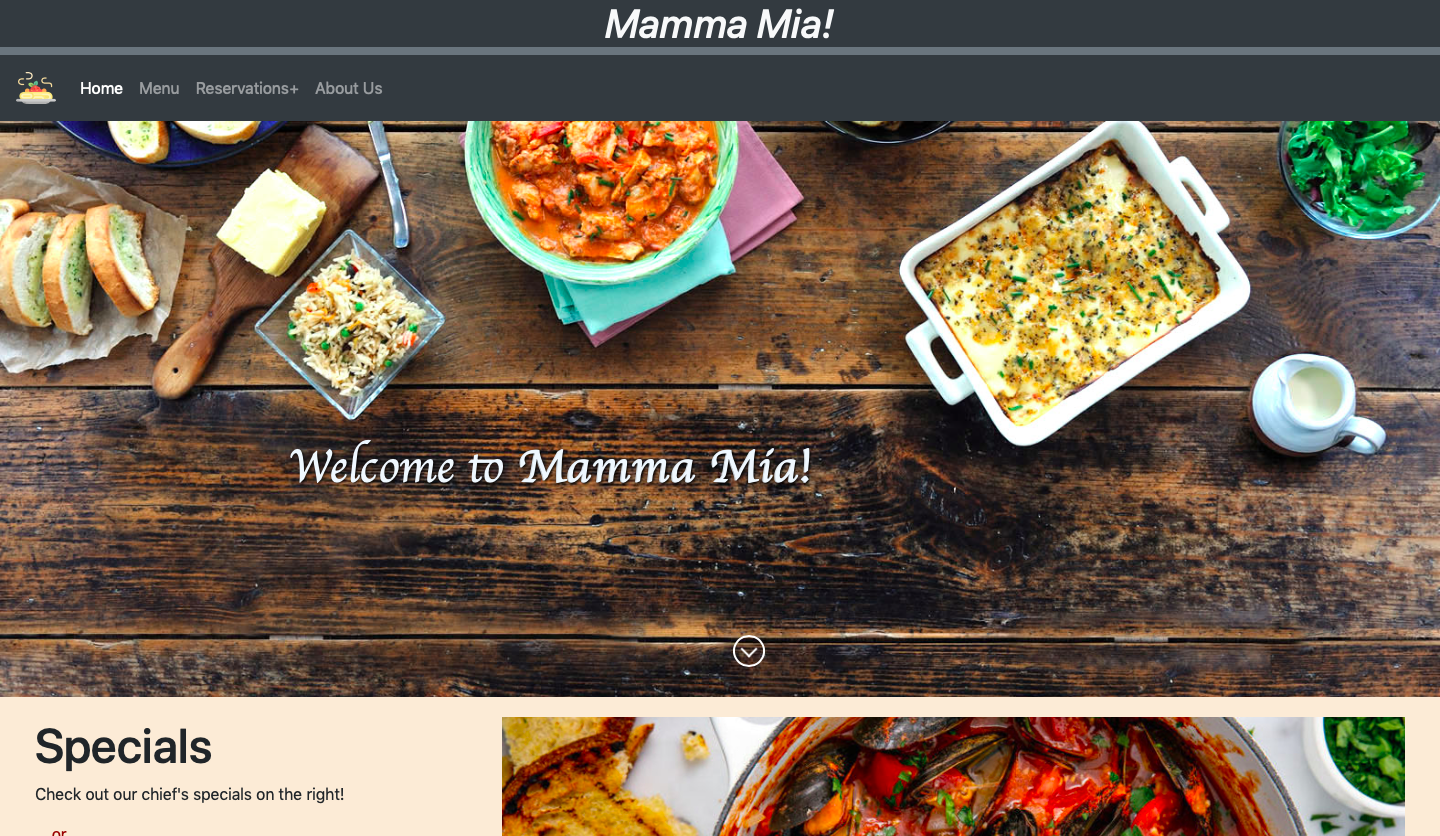 Mamma Mia!
Home Menu Reservations+ About Us
Welcome to Mamma Mia!
Specials
Check out our chief's specials on the right!
or